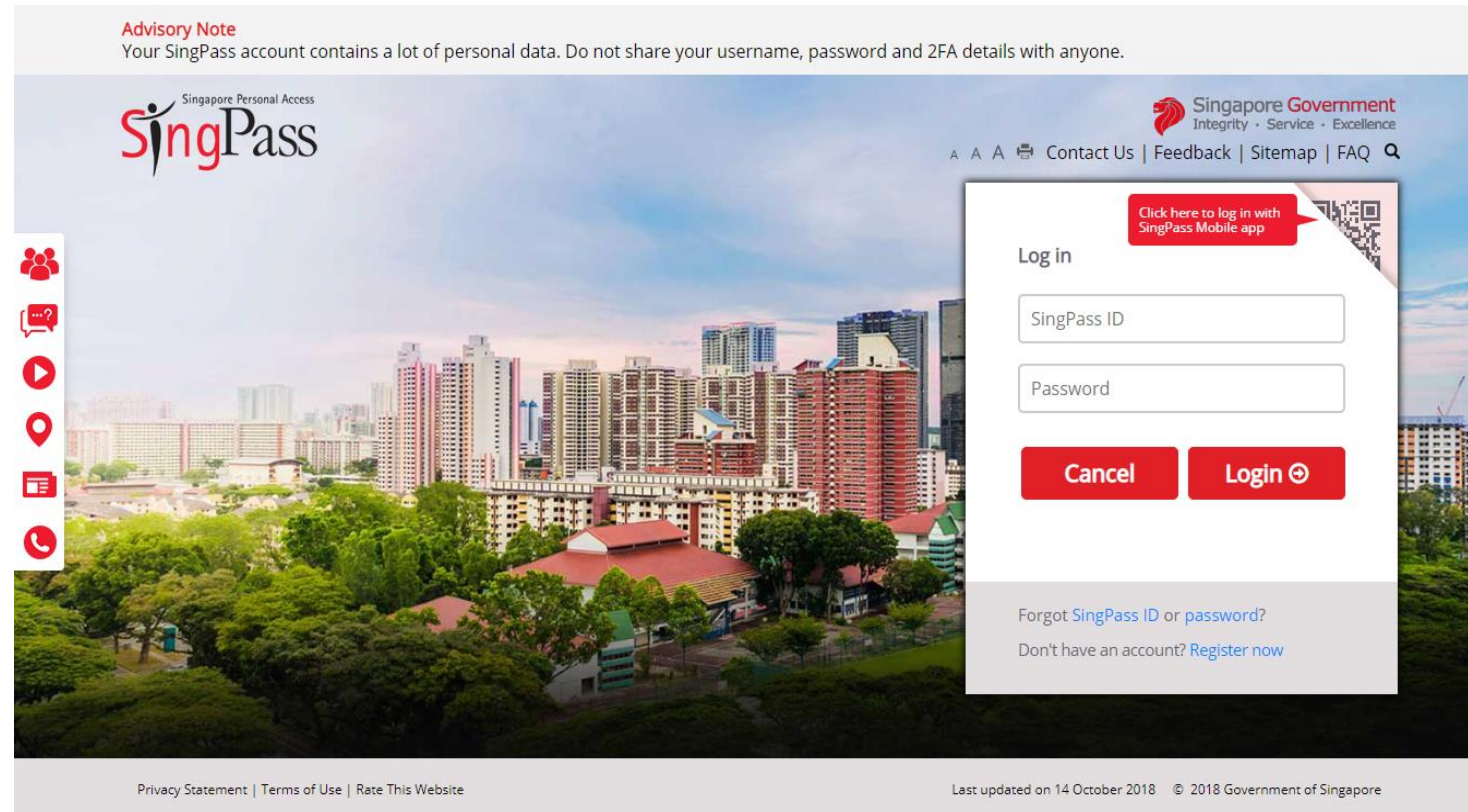 Advisory Note
Your SingPass account contains a lot of personal data. Do not share your username, password and 2FA details with anyone.
Singapore Personal Access
SingPass
Singapore Government
Integrity · Service · Excellence
A A A Contact Us | Feedback | Sitemap | FAQ
Click here to log in with
SingPass Mobile app
Log in
SingPass ID
Password
Cancel Login
Forgot SingPass ID or password?
Don't have an account? Register now
Privacy Statement | Terms of Use | Rate This Website Last updated on 14 October 2018 © 2018 Government of Singapore